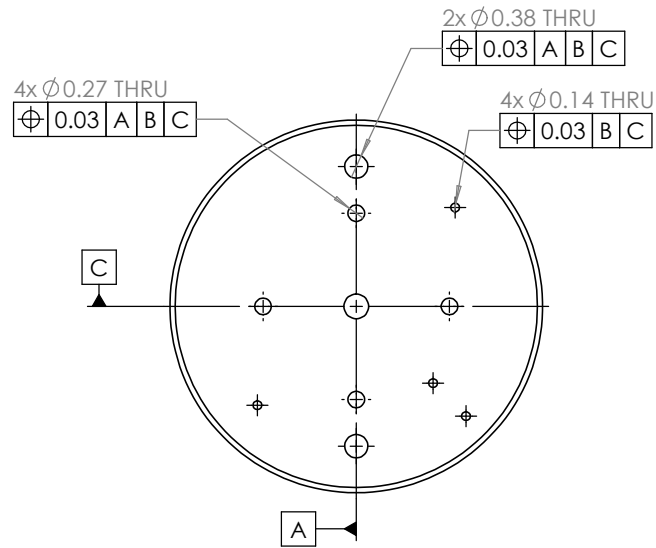 2x ∅0.38 THRU
⌖ 0.03 A B C
4x ∅0.27 THRU
⌖ 0.03 A B C
4x ∅0.14 THRU
⌖ 0.03 B C
C
A